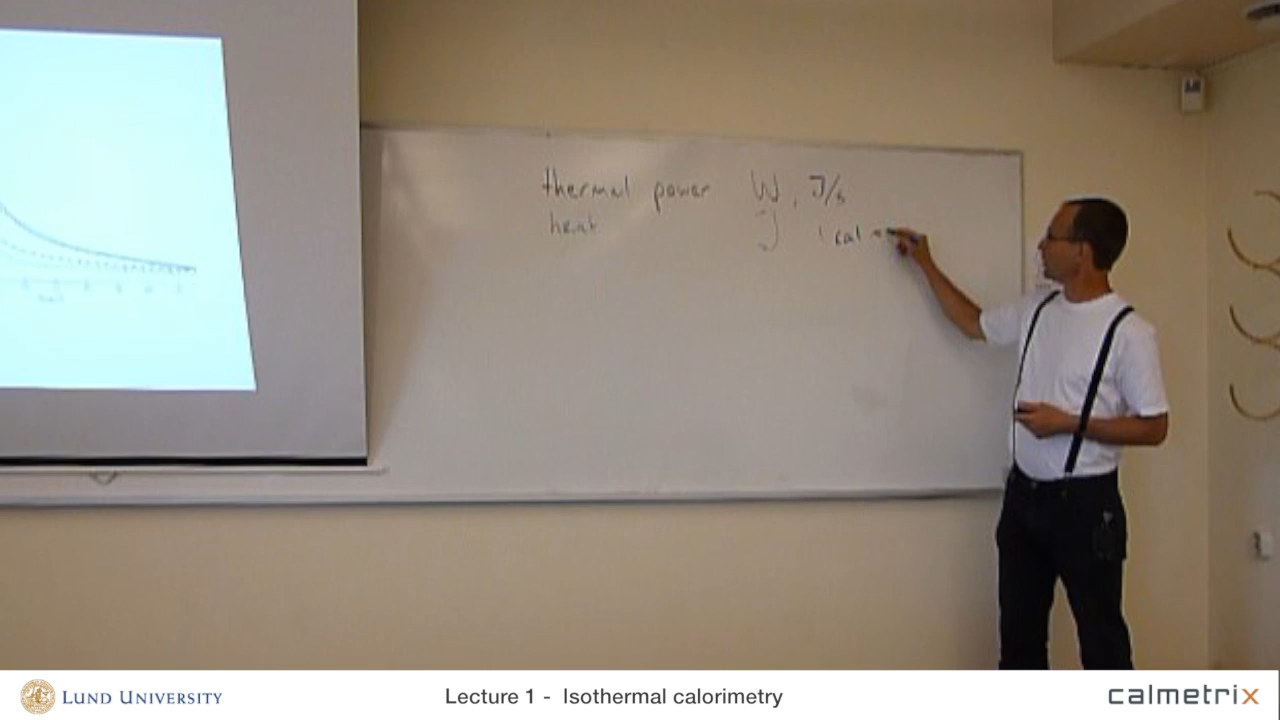 thermal power W, J/s
heat J 1 cal =
LUND UNIVERSITY
Lecture 1 - Isothermal calorimetry
calmetrix